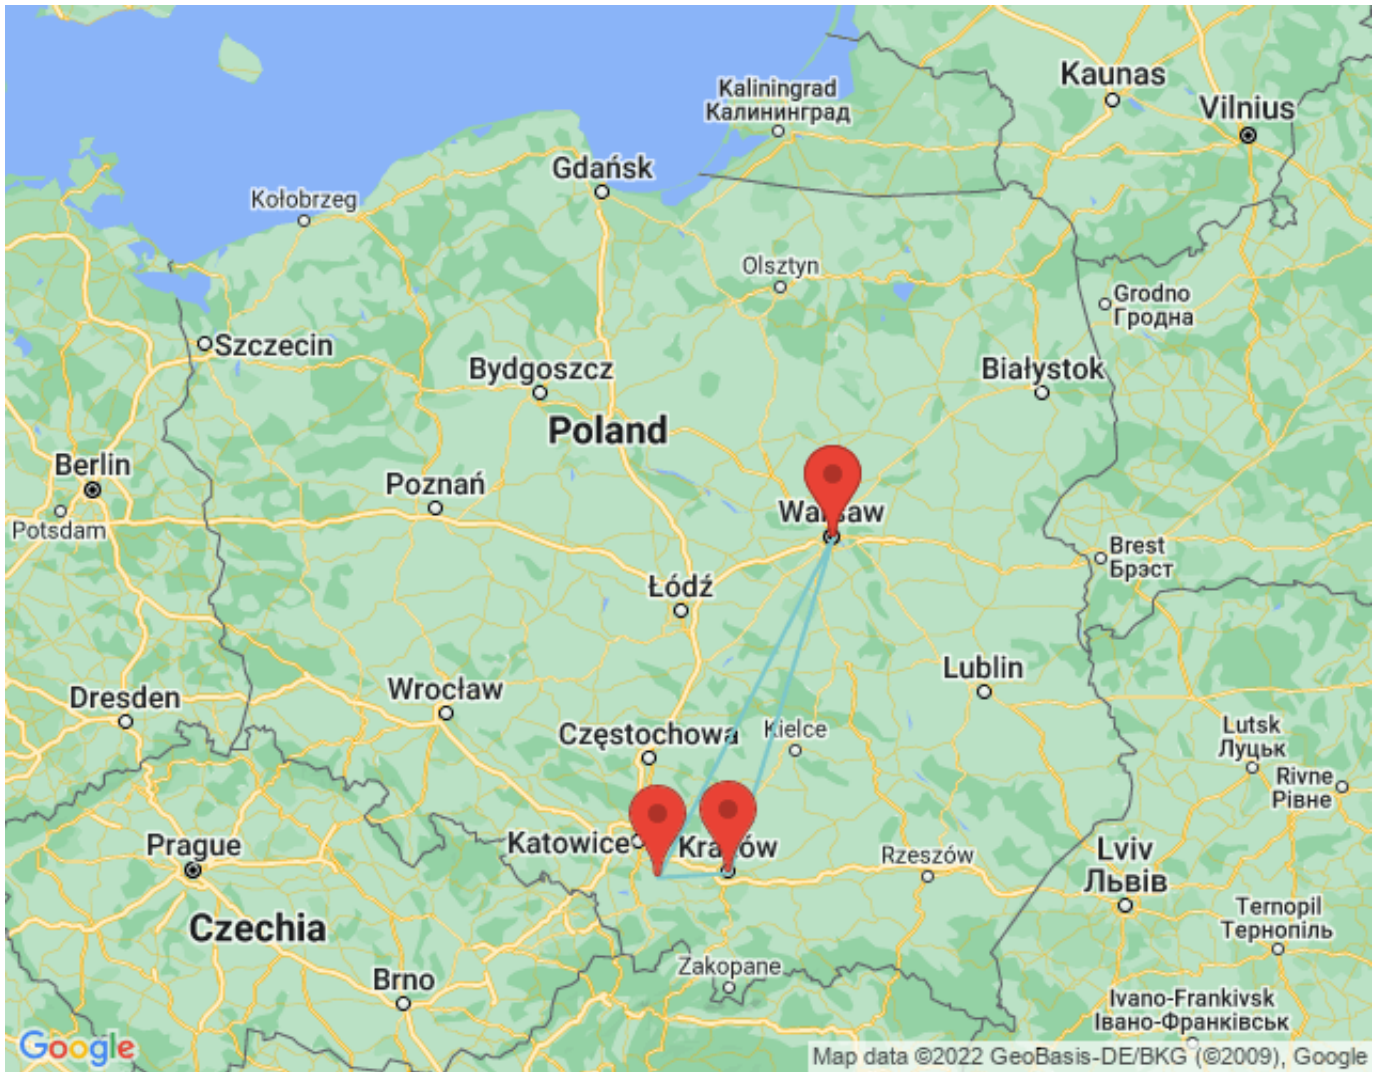 Kaunas
Kaliningrad
Калининград
Vilnius
Gdańsk
Kołobrzeg
Olsztyn
Grodno
Гродна
Szczecin
Bydgoszcz
Białystok
Poland
Berlin
Poznań
Warsaw
Potsdam
Brest
Брэст
Łódź
Lublin
Dresden
Wrocław
Częstochowa
Kielce
Lutsk
Луцьк
Rivne
Рівне
Prague
Katowice
Kraków
Rzeszów
Lviv
Львів
Czechia
Ternopil
Тернопіль
Zakopane
Brno
Ivano-Frankivsk
Івано-Франківськ
Google
Map data ©2022 GeoBasis-DE/BKG (©2009), Google